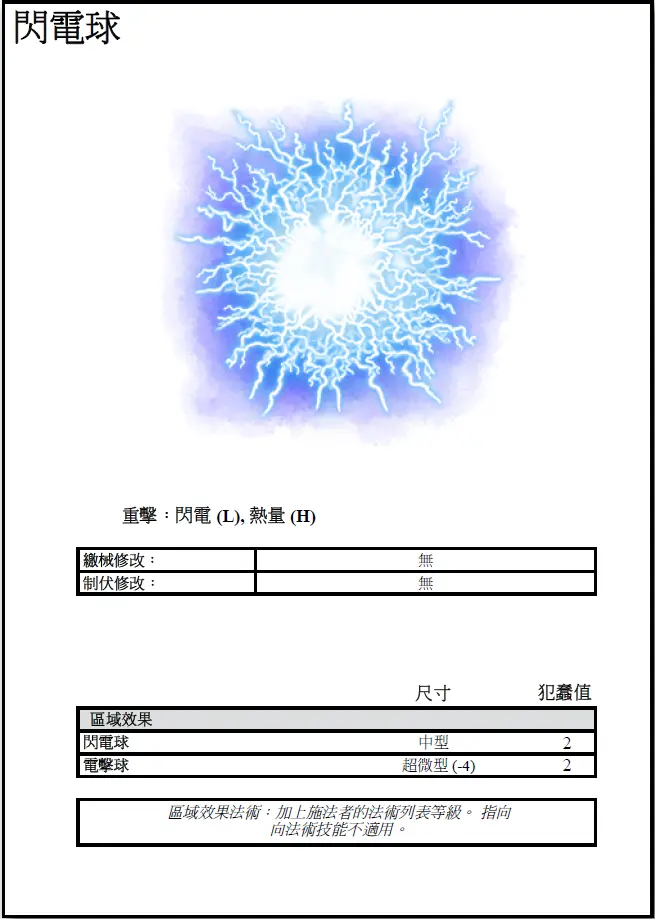 閃電球
重擊：閃電 (L), 熱量 (H)
繳械修改： 無
制伏修改： 無
尺寸 犯蠢值
區域效果
閃電球 中型 2
電擊球 超微型 (-4) 2
區域效果法術：加上施法者的法術列表等級。 指向
向法術技能不適用。